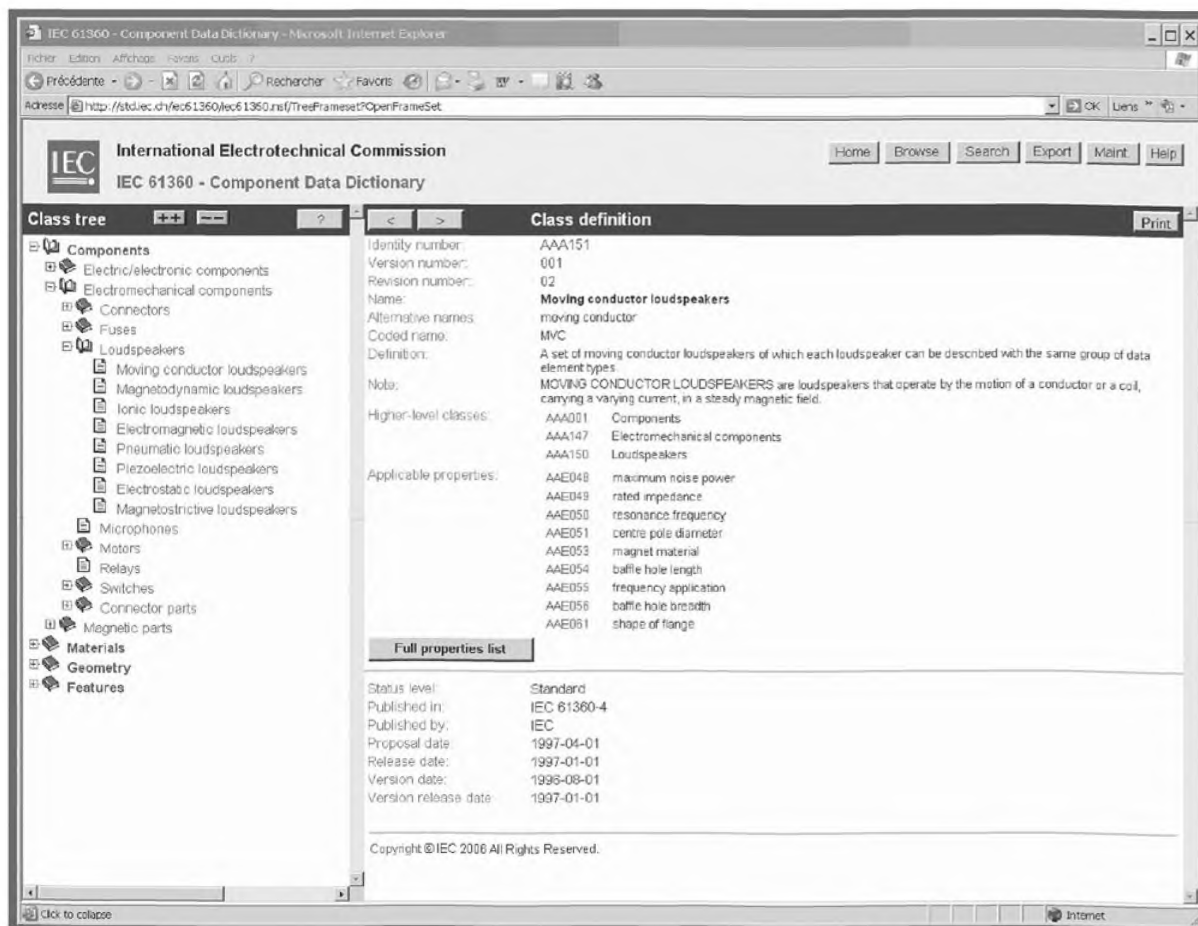 IEC 61360 - Component Data Dictionary - Microsoft Internet Explorer
Fichier Edition Affichage Favoris Outils ?
Précédente Rechercher Favoris
Adresse http://std.iec.ch/iec61360/iec61360.nsf/TreeFrameset?OpenFrameSet OK Liens »
IEC
International Electrotechnical Commission
IEC 61360 - Component Data Dictionary
Home Browse Search Export Maint. Help
Class tree ++ -- ?
Components
Electric/electronic components
Electromechanical components
Connectors
Fuses
Loudspeakers
Moving conductor loudspeakers
Magnetodynamic loudspeakers
Ionic loudspeakers
Electromagnetic loudspeakers
Pneumatic loudspeakers
Piezoelectric loudspeakers
Electrostatic loudspeakers
Magnetostrictive loudspeakers
Microphones
Motors
Relays
Switches
Connector parts
Magnetic parts
Materials
Geometry
Features
< > Class definition Print
Identity number: AAA151
Version number: 001
Revision number: 02
Name: Moving conductor loudspeakers
Alternative names: moving conductor
Coded name: MVC
Definition: A set of moving conductor loudspeakers of which each loudspeaker can be described with the same group of data
element types.
Note: MOVING CONDUCTOR LOUDSPEAKERS are loudspeakers that operate by the motion of a conductor or a coil,
carrying a varying current, in a steady magnetic field.
Higher-level classes: AAA001 Components
AAA147 Electromechanical components
AAA150 Loudspeakers
Applicable properties: AAE048 maximum noise power
AAE049 rated impedance
AAE050 resonance frequency
AAE051 centre pole diameter
AAE053 magnet material
AAE054 baffle hole length
AAE055 frequency application
AAE056 baffle hole breadth
AAE061 shape of flange
Full properties list
Status level: Standard
Published in: IEC 61360-4
Published by: IEC
Proposal date: 1997-04-01
Release date: 1997-01-01
Version date: 1996-08-01
Version release date: 1997-01-01
Copyright © IEC 2006 All Rights Reserved.
Click to collapse Internet